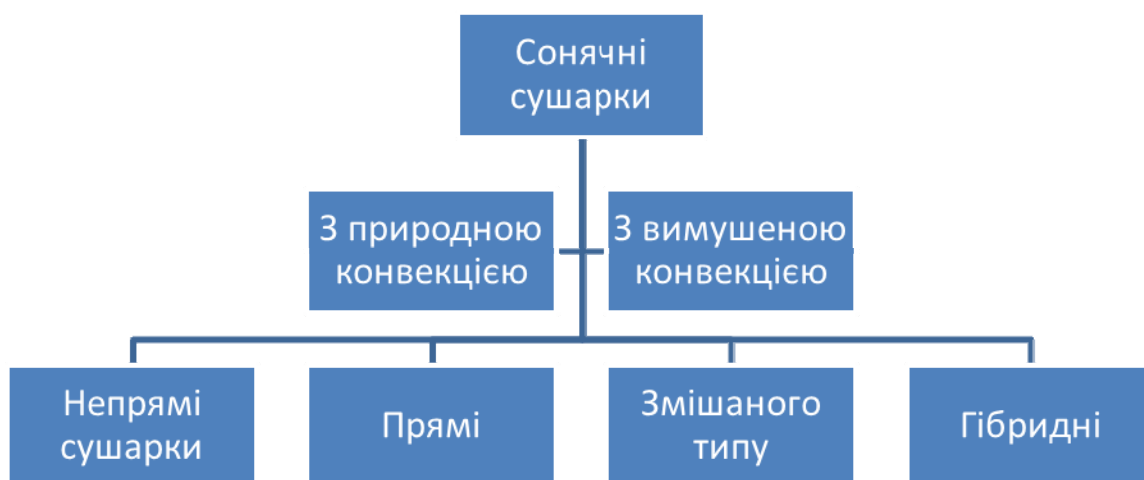 Сонячні
сушарки
З природною
конвекцією
З вимушеною
конвекцією
Непрямі
сушарки
Прямі
Змішаного
типу
Гібридні